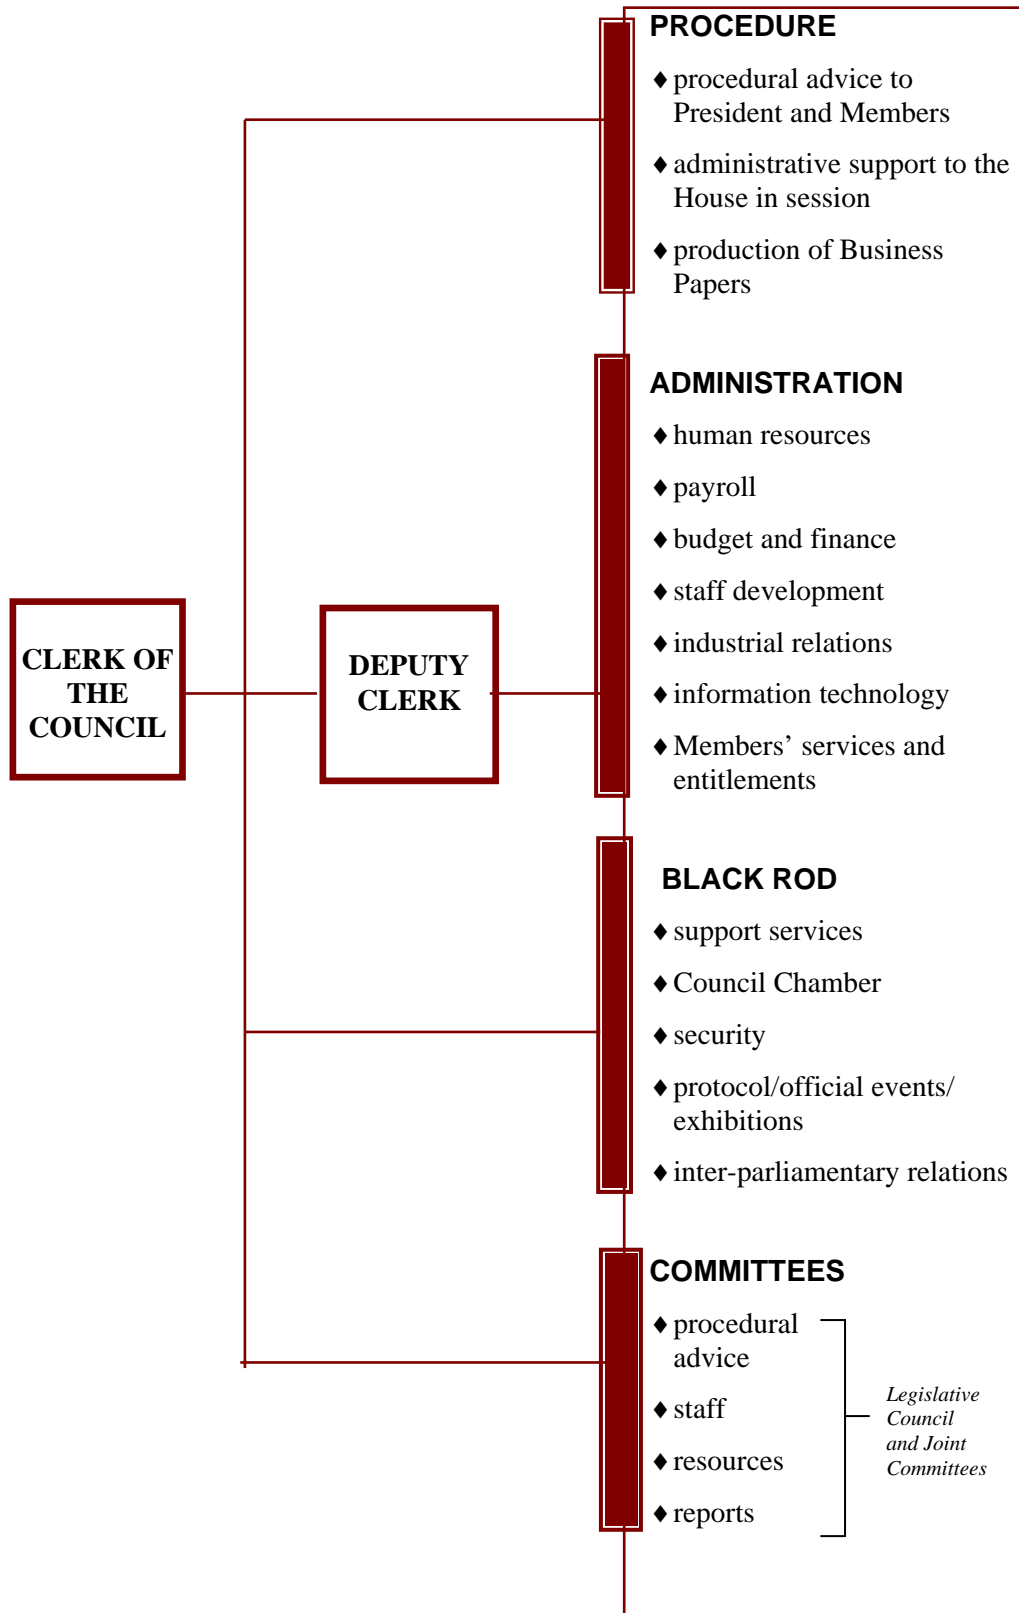 PROCEDURE
♦ procedural advice to
President and Members
♦ administrative support to the
House in session
♦ production of Business
Papers
ADMINISTRATION
♦ human resources
♦ payroll
♦ budget and finance
♦ staff development
♦ industrial relations
♦ information technology
♦ Members’ services and
entitlements
CLERK OF
THE
COUNCIL
DEPUTY
CLERK
BLACK ROD
♦ support services
♦ Council Chamber
♦ security
♦ protocol/official events/
exhibitions
♦ inter-parliamentary relations
COMMITTEES
♦ procedural
advice
♦ staff
♦ resources
♦ reports
Legislative
Council
and Joint
Committees